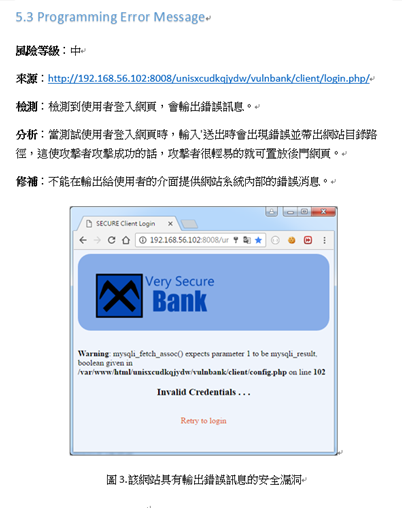 5.3 Programming Error Message
風險等級：中
來源：http://192.168.56.102:8008/unisxcudkqjydw/vulnbank/client/login.php/
檢測：檢測到使用者登入網頁，會輸出錯誤訊息。
分析：當測試使用者登入網頁時，輸入'送出時會出現錯誤並帶出網站目錄路
徑，這使攻擊者攻擊成功的話，攻擊者很輕易的就可置放後門網頁。
修補：不能在輸出給使用者的介面提供網站系統內部的錯誤消息。
SECURE Client Login
192.168.56.102:8008/ur
Very Secure
Bank
Warning: mysqli_fetch_assoc() expects parameter 1 to be mysqli_result,
boolean given in
/var/www/html/unisxcudkqjydw/vulnbank/client/config.php on line 102
Invalid Credentials . . .
Retry to login
圖 3.該網站具有輸出錯誤訊息的安全漏洞